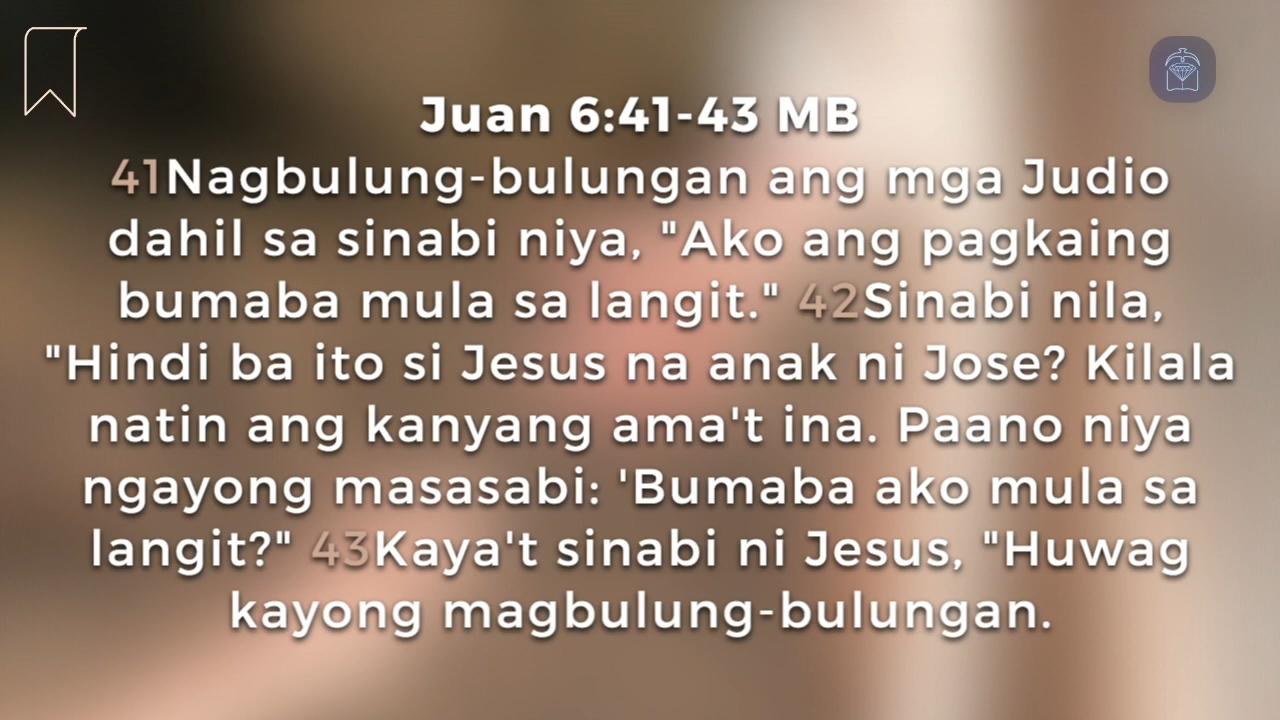 Juan 6:41-43 MB
41Nagbulung-bulungan ang mga Judio
dahil sa sinabi niya, "Ako ang pagkaing
bumaba mula sa langit." 42Sinabi nila,
"Hindi ba ito si Jesus na anak ni Jose? Kilala
natin ang kanyang ama't ina. Paano niya
ngayong masasabi: 'Bumaba ako mula sa
langit?" 43Kaya't sinabi ni Jesus, "Huwag
kayong magbulung-bulungan.